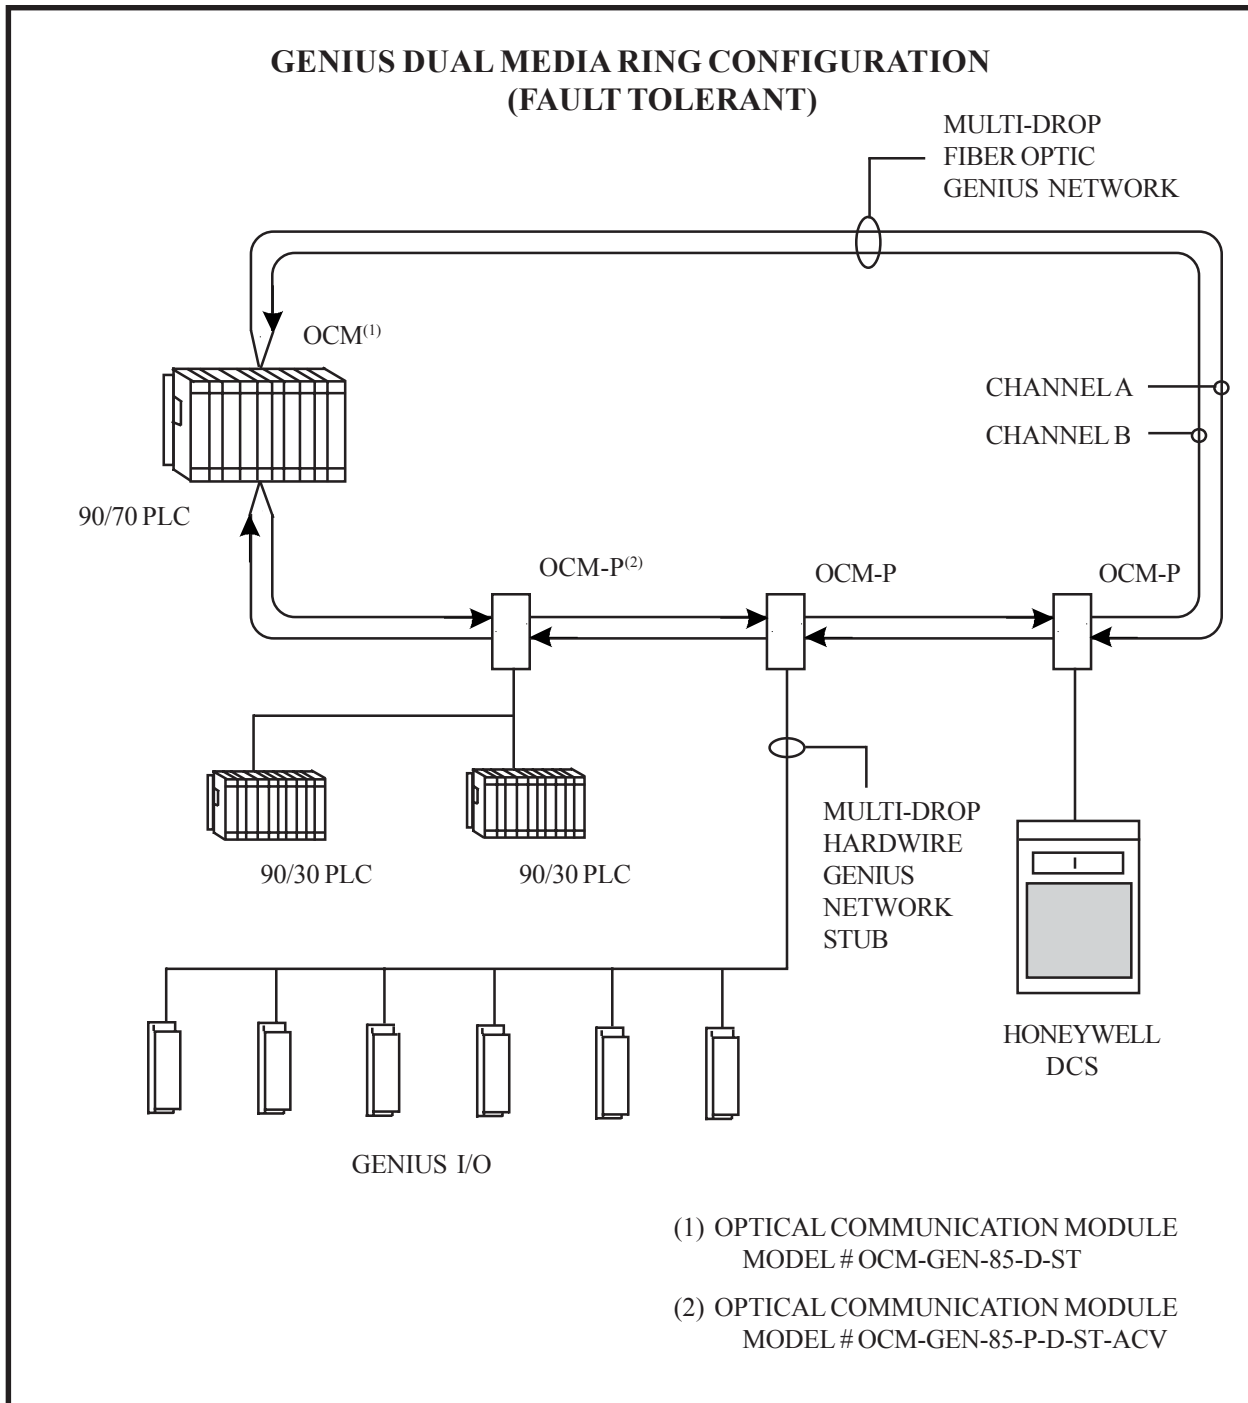 GENIUS DUAL MEDIA RING CONFIGURATION
(FAULT TOLERANT)
MULTI-DROP
FIBER OPTIC
GENIUS NETWORK
OCM(1)
CHANNEL A
CHANNEL B
90/70 PLC
OCM-P(2)
OCM-P
OCM-P
90/30 PLC
90/30 PLC
MULTI-DROP
HARDWIRE
GENIUS
NETWORK
STUB
HONEYWELL
DCS
GENIUS I/O
(1) OPTICAL COMMUNICATION MODULE
MODEL # OCM-GEN-85-D-ST
(2) OPTICAL COMMUNICATION MODULE
MODEL # OCM-GEN-85-P-D-ST-ACV